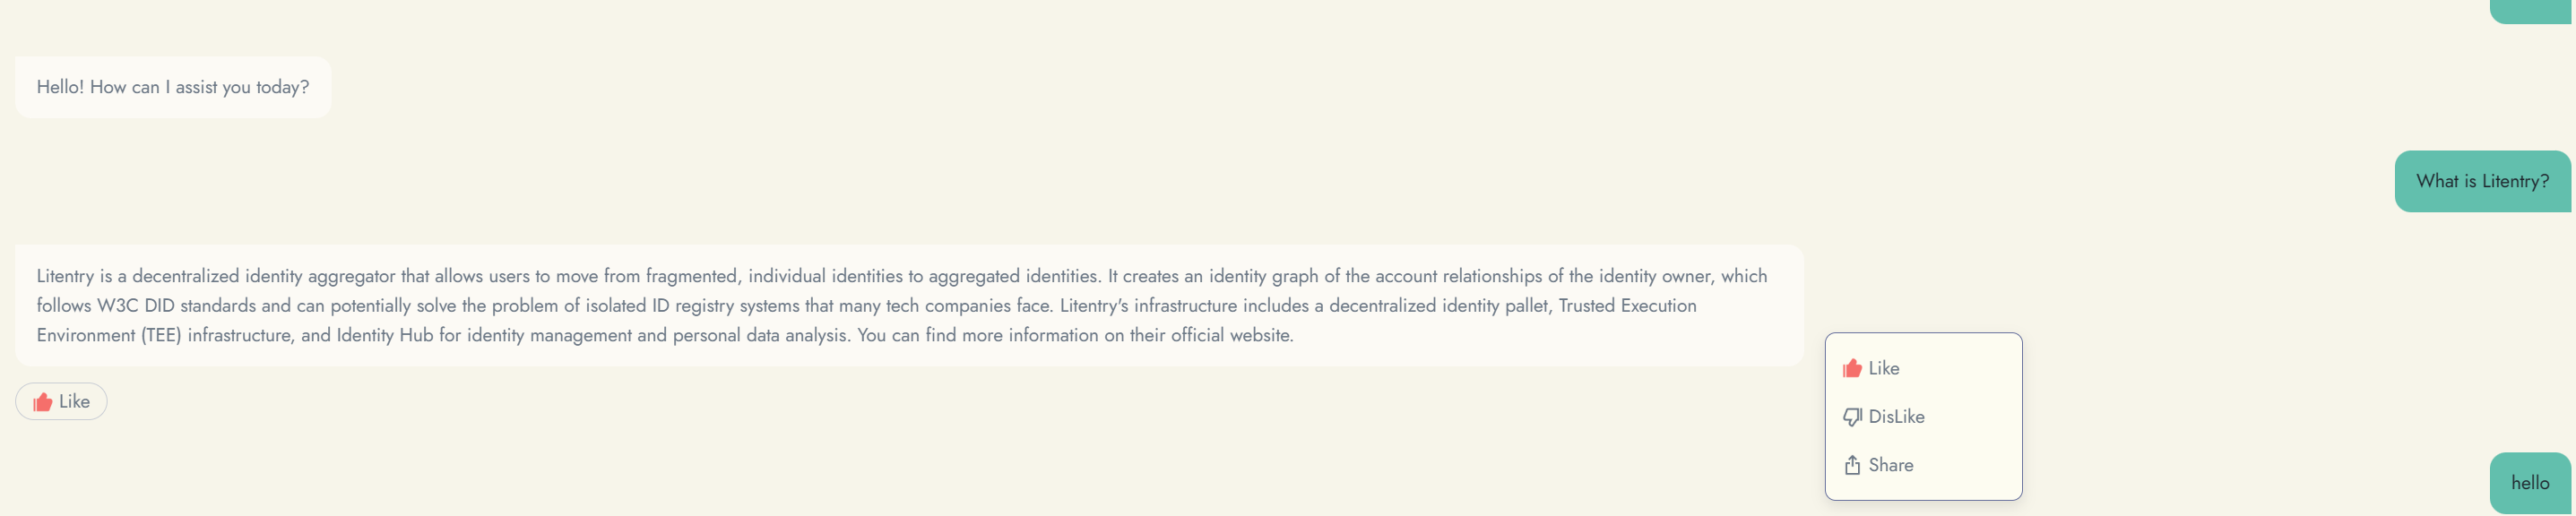 Hello! How can I assist you today?
What is Litentry?
Litentry is a decentralized identity aggregator that allows users to move from fragmented, individual identities to aggregated identities. It creates an identity graph of the account relationships of the identity owner, which
follows W3C DID standards and can potentially solve the problem of isolated ID registry systems that many tech companies face. Litentry's infrastructure includes a decentralized identity pallet, Trusted Execution
Environment (TEE) infrastructure, and Identity Hub for identity management and personal data analysis. You can find more information on their official website.
Like
Like
DisLike
Share
hello